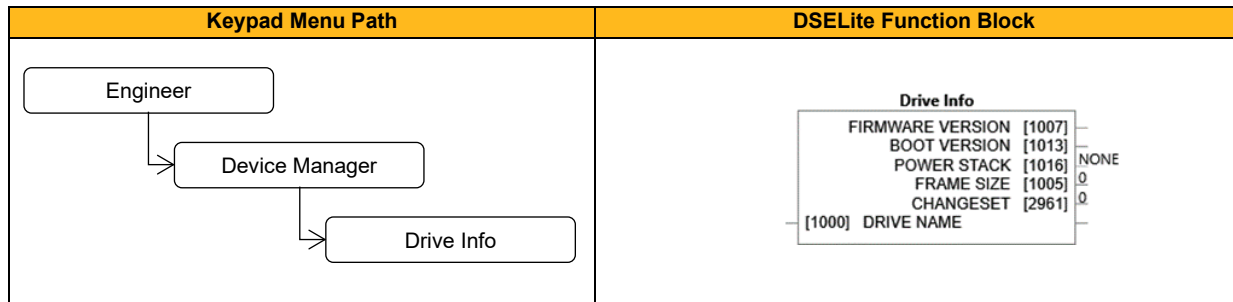 Keypad Menu Path
DSELite Function Block
Engineer
Device Manager
Drive Info
Drive Info
FIRMWARE VERSION [1007]
BOOT VERSION [1013]
POWER STACK [1016] NONE
FRAME SIZE [1005] 0
CHANGESET [2961] 0
[1000] DRIVE NAME